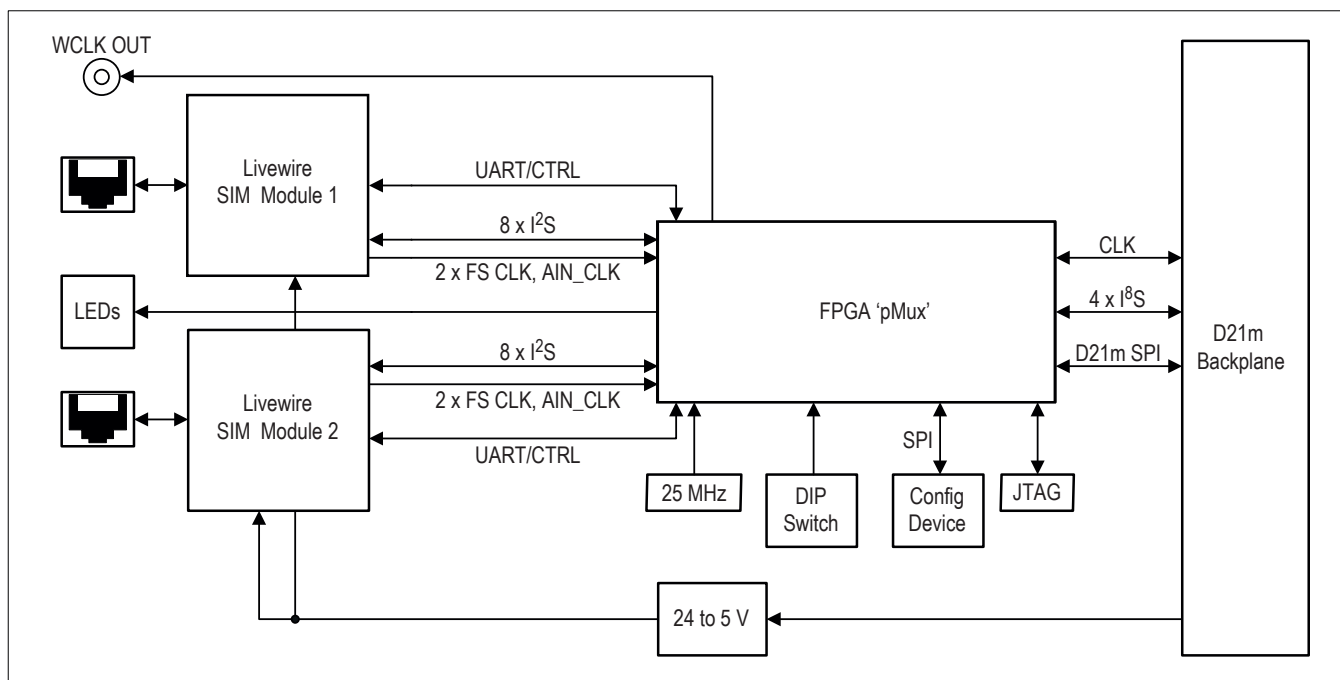 WCLK OUT
Livewire
SIM Module 1
UART/CTRL
8 x I²S
2 x FS CLK, AIN_CLK
LEDs
FPGA ‘pMux’
CLK
4 x I⁸S
D21m SPI
D21m
Backplane
8 x I²S
2 x FS CLK, AIN_CLK
Livewire
SIM Module 2
UART/CTRL
SPI
25 MHz
DIP
Switch
Config
Device
JTAG
24 to 5 V